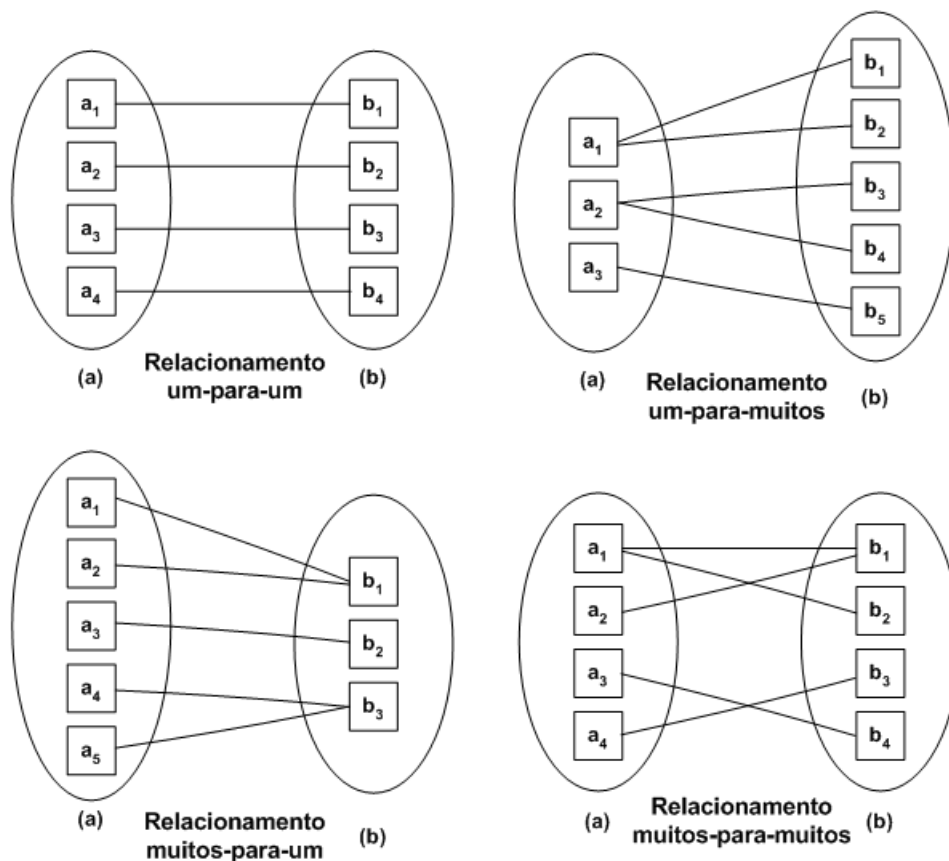 a1 b1
a2 b2
a3 b3
a4 b4
(a) Relacionamento (b)
um-para-um
a1 b1
a2 b2
a3 b3
b4
b5
(a) Relacionamento (b)
um-para-muitos
a1
a2 b1
a3 b2
a4 b3
a5
(a) Relacionamento (b)
muitos-para-um
a1 b1
a2 b2
a3 b3
a4 b4
(a) Relacionamento (b)
muitos-para-muitos